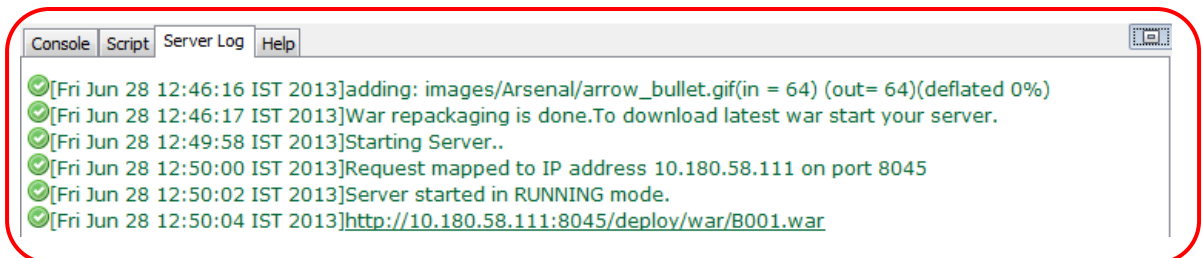 Console Script Server Log Help
[Fri Jun 28 12:46:16 IST 2013]adding: images/Arsenal/arrow_bullet.gif(in = 64) (out= 64)(deflated 0%)
[Fri Jun 28 12:46:17 IST 2013]War repackaging is done.To download latest war start your server.
[Fri Jun 28 12:49:58 IST 2013]Starting Server..
[Fri Jun 28 12:50:00 IST 2013]Request mapped to IP address 10.180.58.111 on port 8045
[Fri Jun 28 12:50:02 IST 2013]Server started in RUNNING mode.
[Fri Jun 28 12:50:04 IST 2013]http://10.180.58.111:8045/deploy/war/B001.war